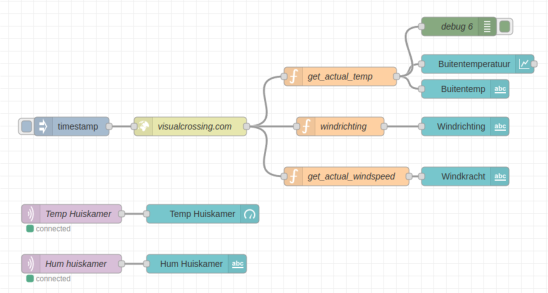 debug 6
Buitentemperatuur
get_actual_temp
Buitentemp
abc
timestamp
visualcrossing.com
windrichting
Windrichting
abc
get_actual_windspeed
Windkracht
abc
Temp Huiskamer
Temp Huiskamer
connected
Hum huiskamer
Hum Huiskamer
abc
connected